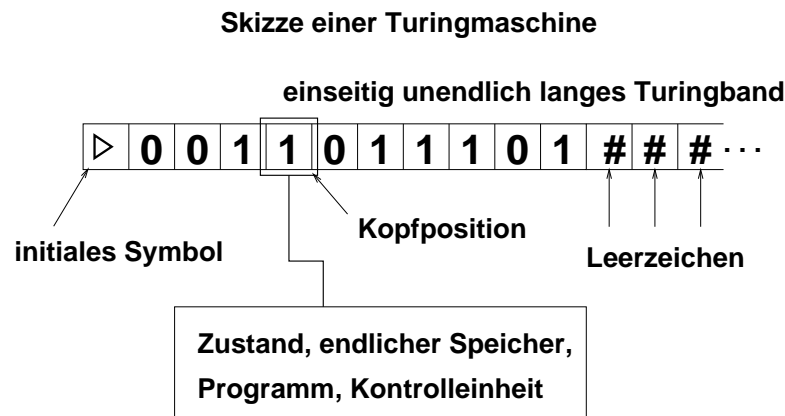 Skizze einer Turingmaschine
einseitig unendlich langes Turingband
▷ 0 0 1 1 0 1 1 1 0 1 # # # ···
Kopfposition
initiales Symbol
Leerzeichen
Zustand, endlicher Speicher,
Programm, Kontrolleinheit